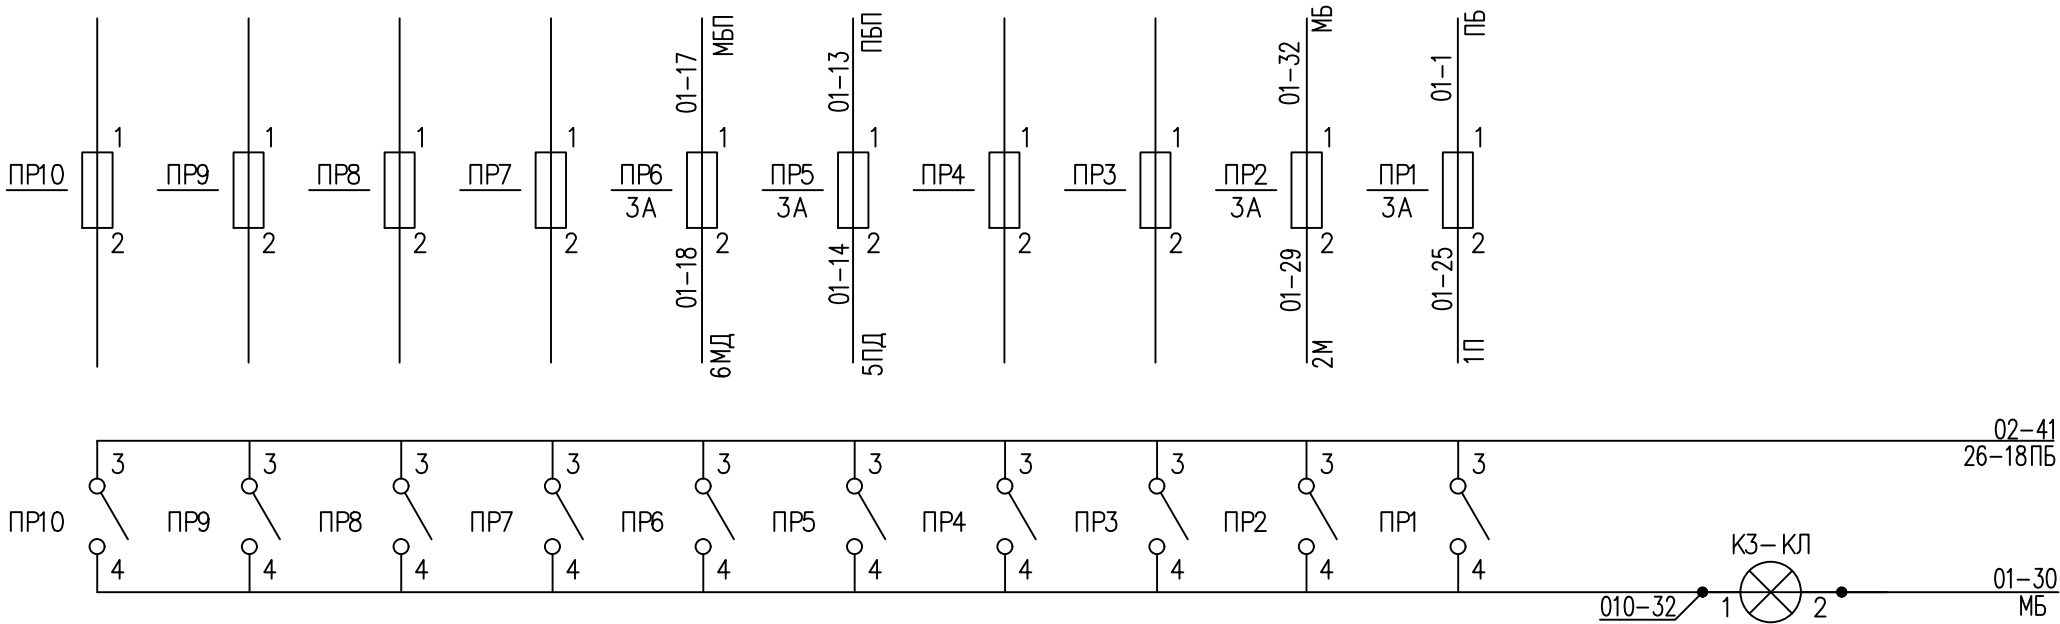 МБП
ПБП
МБ
ПБ
01-17
01-13
01-32
01-1
1 1 1 1 1 1 1 1 1 1
ПР10 ПР9 ПР8 ПР7 ПР6 ПР5 ПР4 ПР3 ПР2 ПР1
3А 3А 3А 3А
2 2 2 2 2 2 2 2 2 2
01-18
01-14
01-29
01-25
6МД
5ПД
2М
1П
02-41
26-18ПБ
3 3 3 3 3 3 3 3 3 3
ПР10 ПР9 ПР8 ПР7 ПР6 ПР5 ПР4 ПР3 ПР2 ПР1
4 4 4 4 4 4 4 4 4 4
КЗ-КЛ
01-30
010-32 1 2 МБ